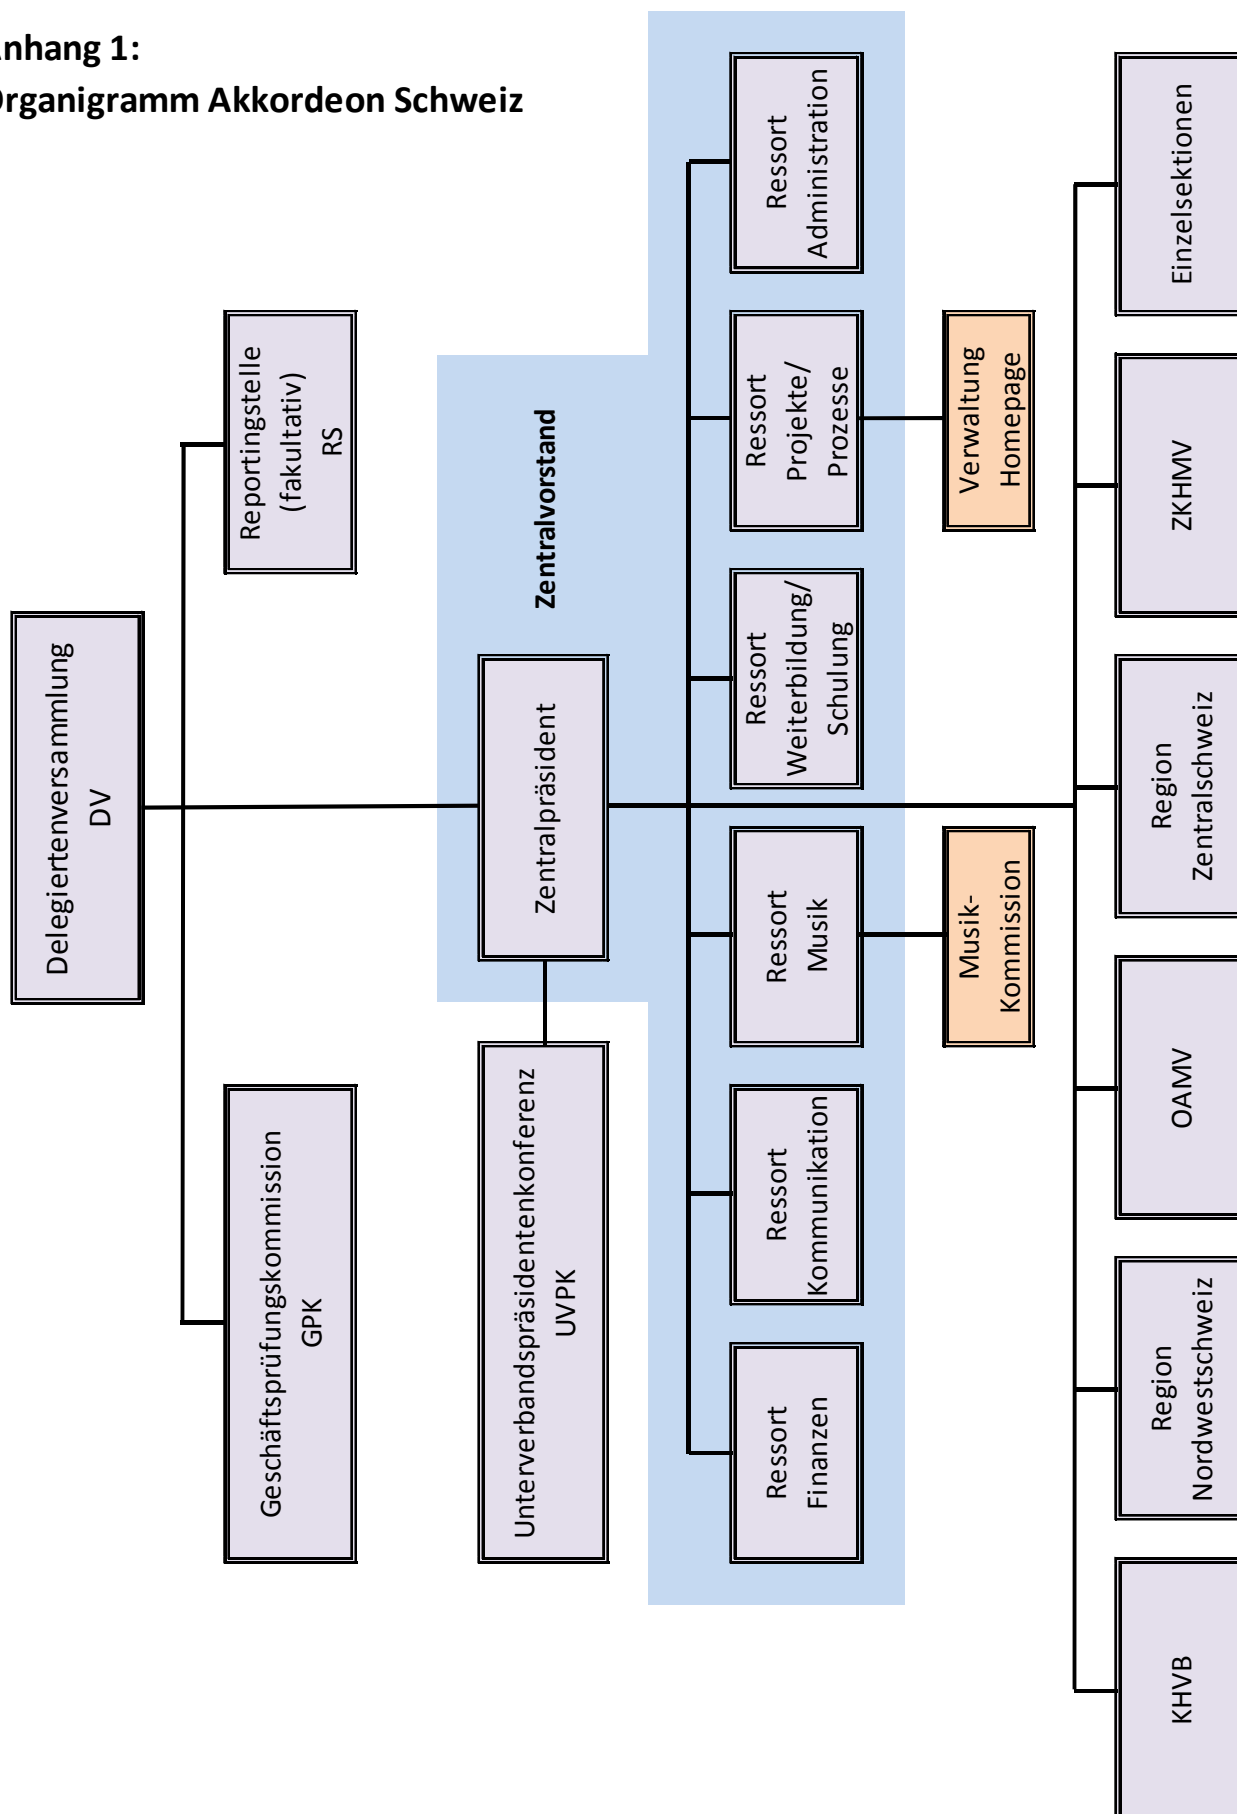 nhang 1:
rganigramm Akkordeon Schweiz
Delegiertenversammlung
DV
Geschäftsprüfungskommission
GPK
Reportingstelle
(fakultativ)
RS
Unterverbandspräsidentenkonferenz
UVPK
Zentralpräsident
Zentralvorstand
Ressort
Finanzen
Ressort
Kommunikation
Ressort
Musik
Ressort
Weiterbildung/
Schulung
Ressort
Projekte/
Prozesse
Ressort
Administration
Musik-
Kommission
Verwaltung
Homepage
KHVB
Region
Nordwestschweiz
OAMV
Region
Zentralschweiz
ZKHMV
Einzelsektionen